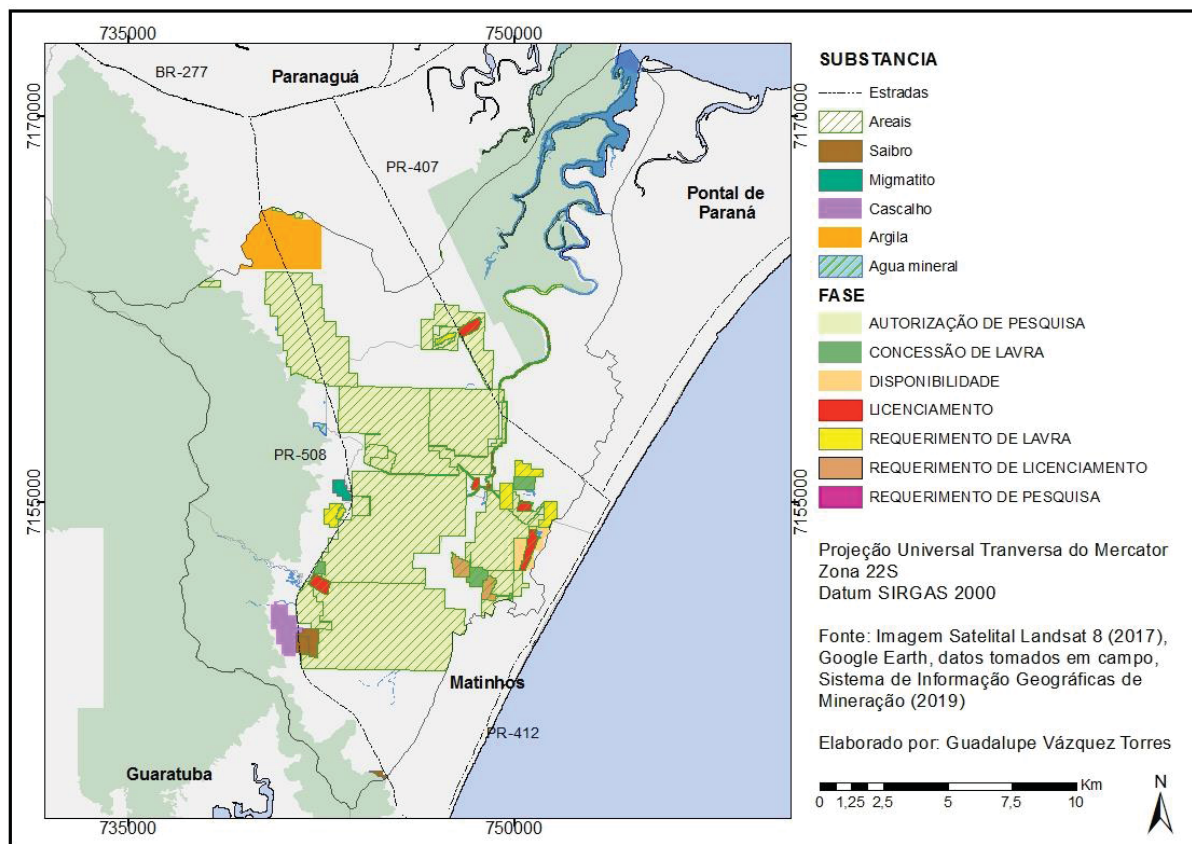 735000
750000
BR-277
Paranaguá
7170000
7170000
PR-407
Pontal de
Paraná
PR-508
7155000
7155000
Matinhos
PR-412
Guaratuba
735000
750000
SUBSTANCIA
Estradas
Areais
Saibro
Migmatito
Cascalho
Argila
Agua mineral
FASE
AUTORIZAÇÃO DE PESQUISA
CONCESSÃO DE LAVRA
DISPONIBILIDADE
LICENCIAMENTO
REQUERIMENTO DE LAVRA
REQUERIMENTO DE LICENCIAMENTO
REQUERIMENTO DE PESQUISA
Projeção Universal Tranversa do Mercator
Zona 22S
Datum SIRGAS 2000
Fonte: Imagem Satelital Landsat 8 (2017),
Google Earth, datos tomados em campo,
Sistema de Informação Geográficas de
Mineração (2019)
Elaborado por: Guadalupe Vázquez Torres
Km
0 1,25 2,5 5 7,5 10
N